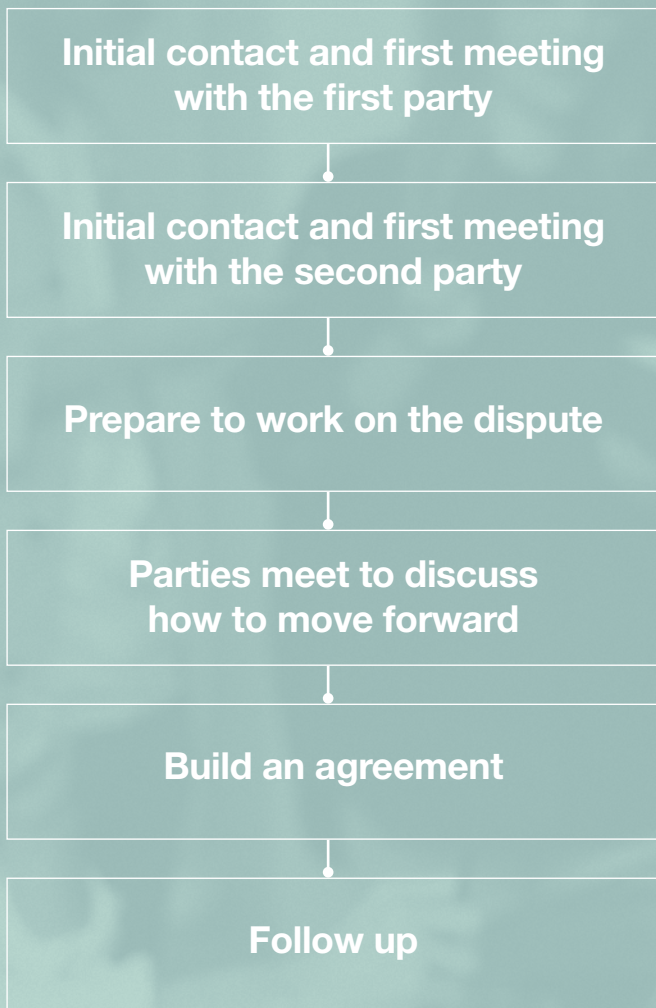 Initial contact and first meeting
with the first party
Initial contact and first meeting
with the second party
Prepare to work on the dispute
Parties meet to discuss
how to move forward
Build an agreement
Follow up